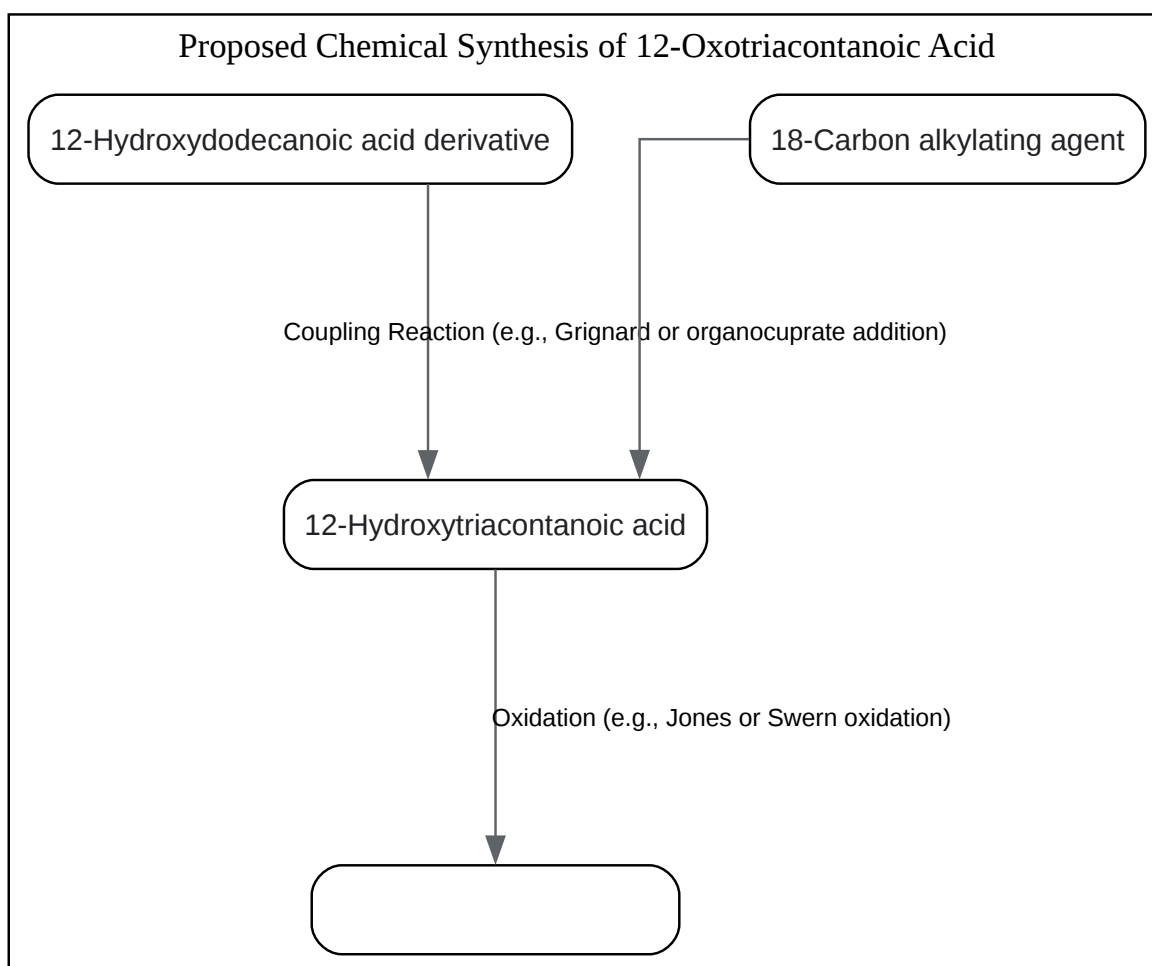 Proposed Chemical Synthesis of 12-Oxotriacontanoic Acid
12-Hydroxydodecanoic acid derivative
18-Carbon alkylating agent
Coupling Reaction (e.g., Grignard or organocuprate addition)
12-Hydroxytriacontanoic acid
Oxidation (e.g., Jones or Swern oxidation)